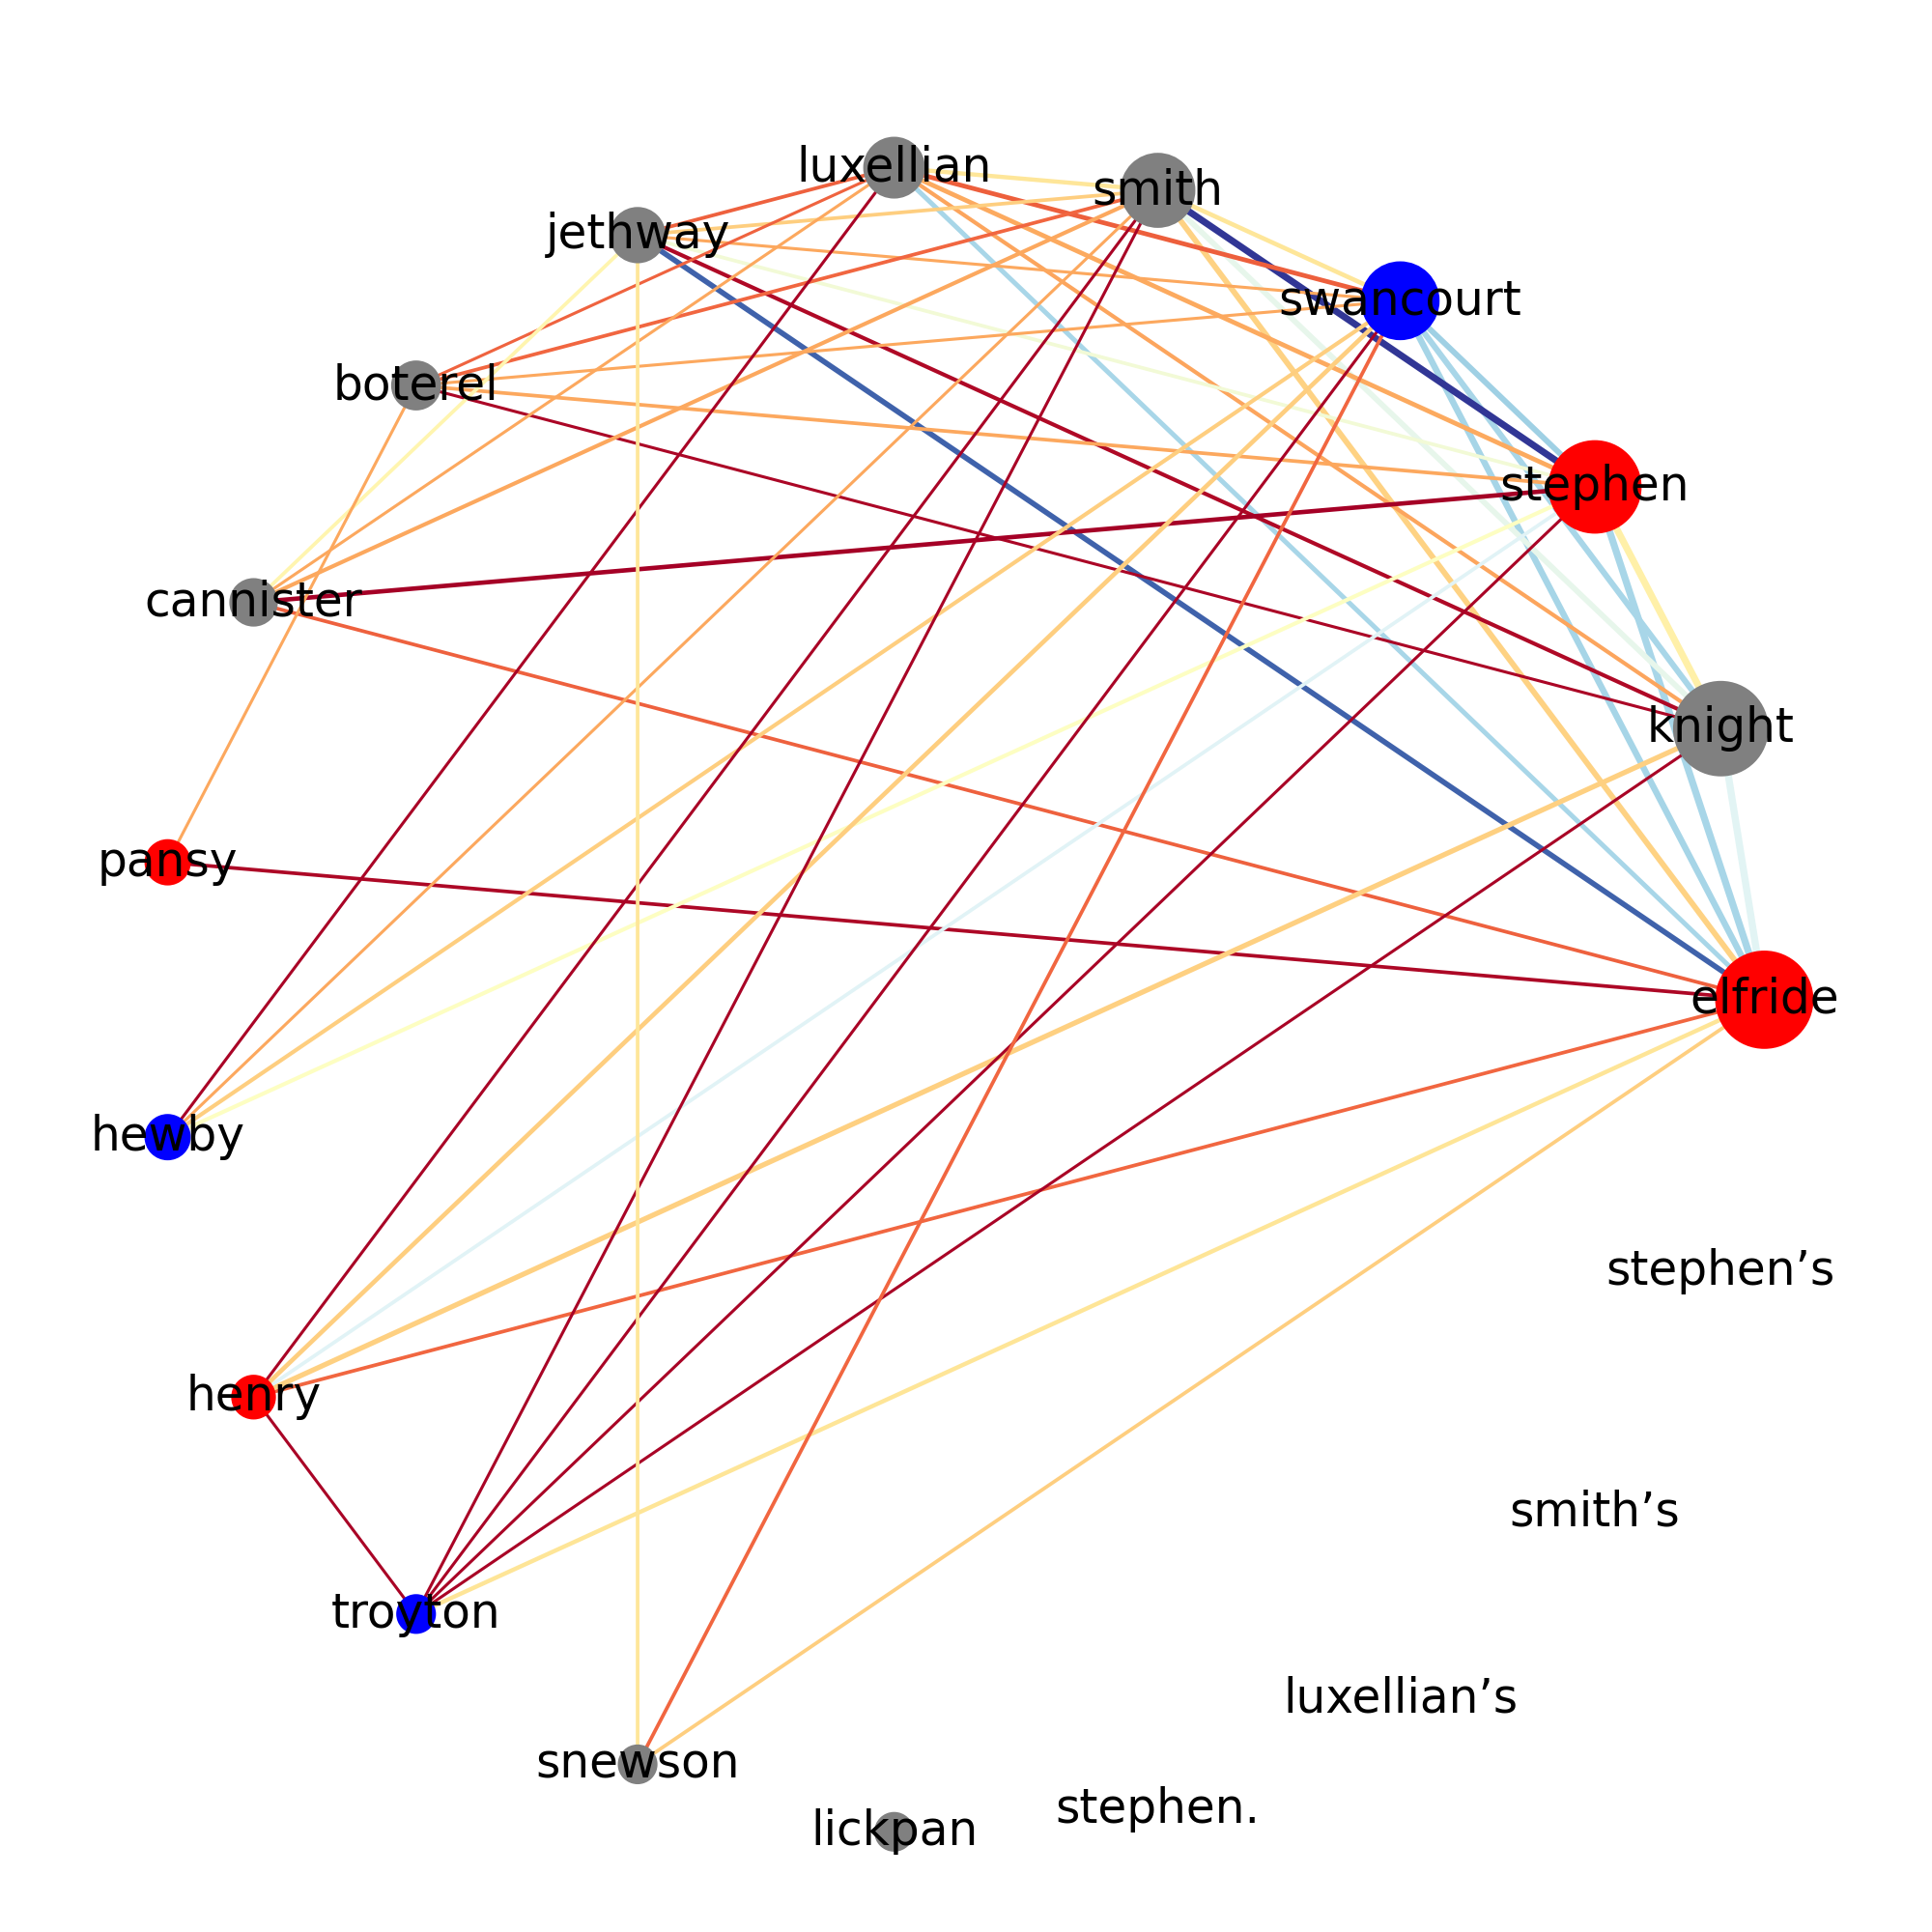 luxellian
smith
jethway
swancourt
boterel
stephen
cannister
knight
pansy
elfride
hewby
stephen’s
henry
smith’s
troyton
luxellian’s
snewson
stephen.
lickpan